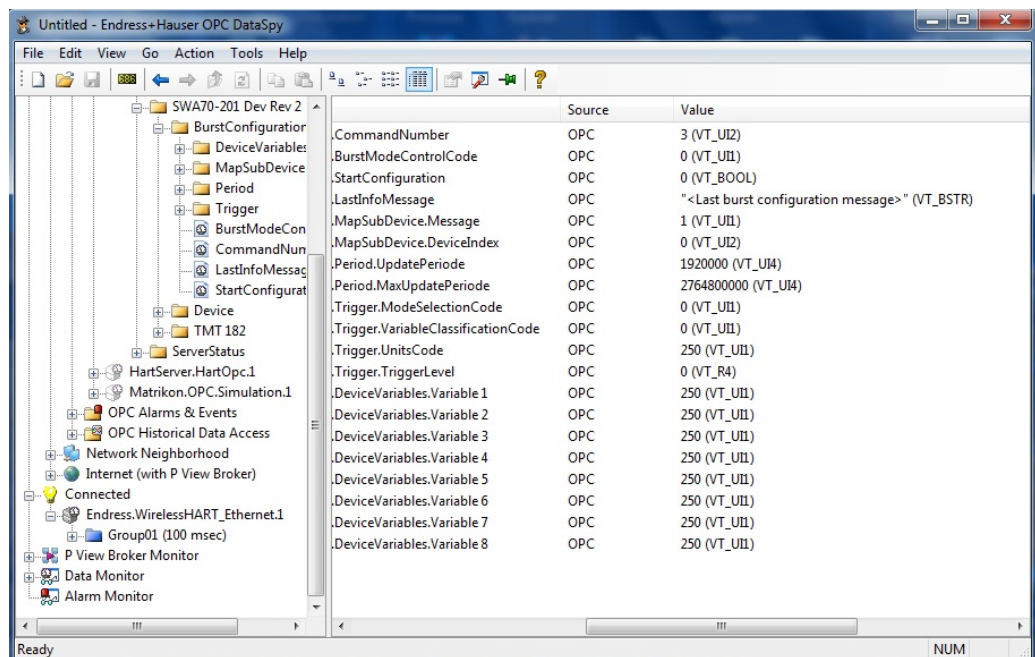 Untitled - Endress+Hauser OPC DataSpy
File Edit View Go Action Tools Help
SWA70-201 Dev Rev 2
BurstConfiguration
DeviceVariables
MapSubDevice
Period
Trigger
BurstModeCon
CommandNum
LastInfoMessag
StartConfigurat
Device
TMT 182
ServerStatus
HartServer.HartOpc.1
Matrikon.OPC.Simulation.1
OPC Alarms & Events
OPC Historical Data Access
Network Neighborhood
Internet (with P View Broker)
Connected
Endress.WirelessHART_Ethernet.1
Group01 (100 msec)
P View Broker Monitor
Data Monitor
Alarm Monitor
Source Value
.CommandNumber OPC 3 (VT_UI2)
.BurstModeControlCode OPC 0 (VT_UI1)
.StartConfiguration OPC 0 (VT_BOOL)
.LastInfoMessage OPC "<Last burst configuration message>" (VT_BSTR)
.MapSubDevice.Message OPC 1 (VT_UI1)
.MapSubDevice.DeviceIndex OPC 0 (VT_UI2)
.Period.UpdatePeriode OPC 1920000 (VT_UI4)
.Period.MaxUpdatePeriode OPC 2764800000 (VT_UI4)
.Trigger.ModeSelectionCode OPC 0 (VT_UI1)
.Trigger.VariableClassificationCode OPC 0 (VT_UI1)
.Trigger.UnitsCode OPC 250 (VT_UI1)
.Trigger.TriggerLevel OPC 0 (VT_R4)
.DeviceVariables.Variable 1 OPC 250 (VT_UI1)
.DeviceVariables.Variable 2 OPC 250 (VT_UI1)
.DeviceVariables.Variable 3 OPC 250 (VT_UI1)
.DeviceVariables.Variable 4 OPC 250 (VT_UI1)
.DeviceVariables.Variable 5 OPC 250 (VT_UI1)
.DeviceVariables.Variable 6 OPC 250 (VT_UI1)
.DeviceVariables.Variable 7 OPC 250 (VT_UI1)
.DeviceVariables.Variable 8 OPC 250 (VT_UI1)
Ready NUM